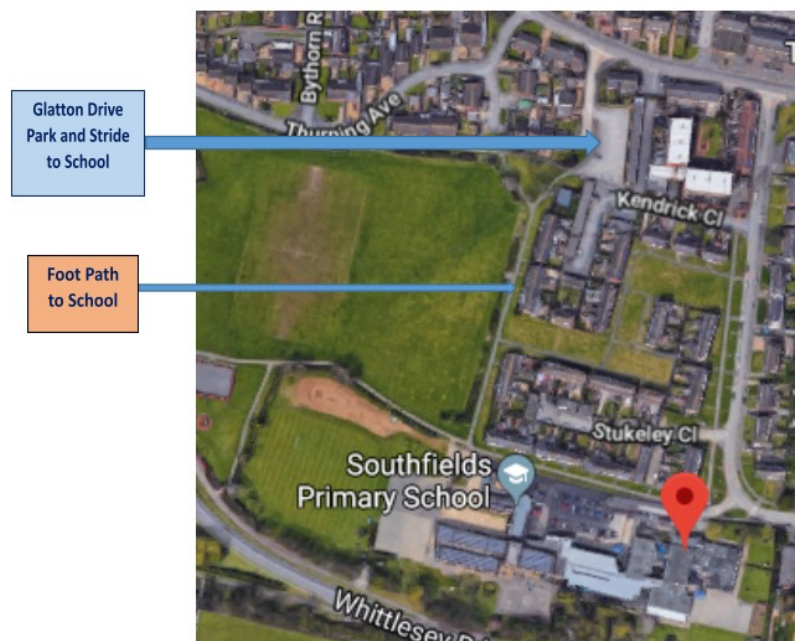 Glatton Drive
Park and Stride
to School
Foot Path
to School
Bythorn R
Thurning Ave
T
Kendrick Cl
Stukeley Cl
Southfields
Primary School
Whittlesey